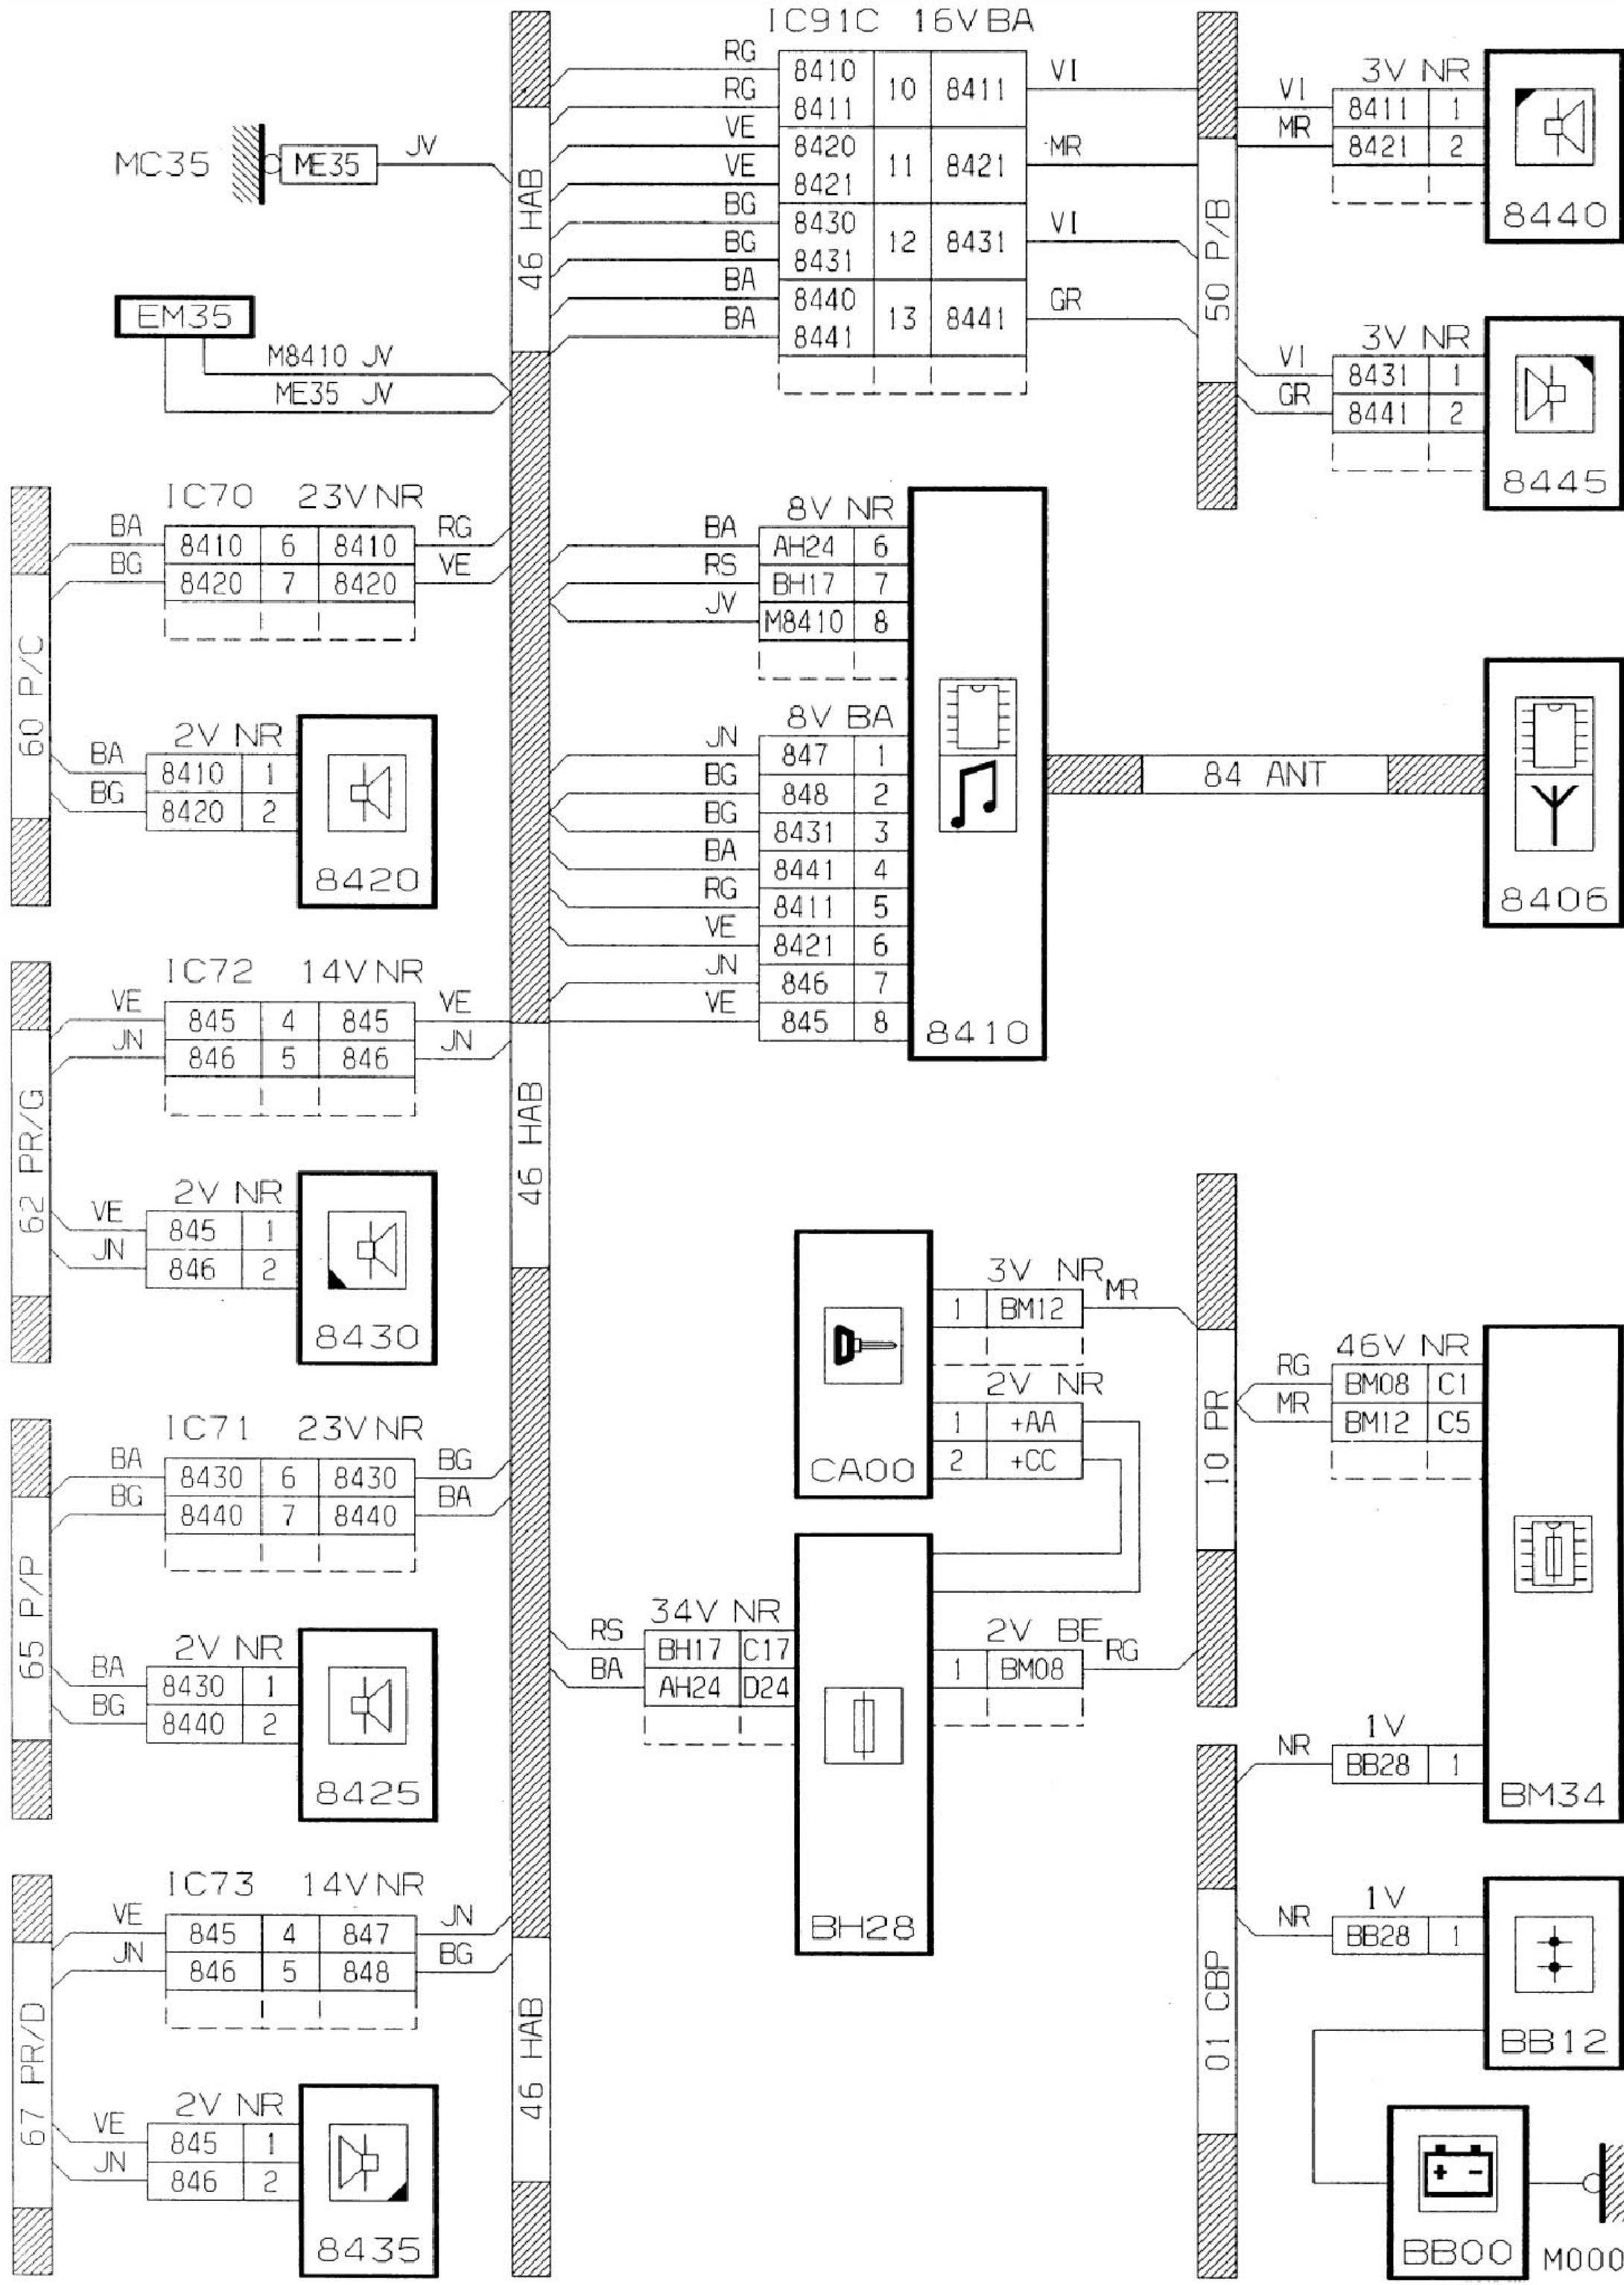 IC91C 16VBA
RG 8410
RG 8411
10 8411 VI
VE 8420
VE 8421
11 8421 MR
BG 8430
BG 8431
12 8431 VI
BA 8440
BA 8441
13 8441 GR
MC35 ME35 JV
46 HAB
EM35
M8410 JV
ME35 JV
50 P/B
3V NR
VI 8411 1
MR 8421 2
8440
3V NR
VI 8431 1
GR 8441 2
8445
IC70 23VNR
BA 8410 6 8410 RG
BG 8420 7 8420 VE
60 P/C
2V NR
BA 8410 1
BG 8420 2
8420
8V NR
BA AH24 6
RS BH17 7
JV M8410 8
8V BA
JN 847 1
BG 848 2
BG 8431 3
BA 8441 4
RG 8411 5
VE 8421 6
JN 846 7
VE 845 8
8410
84 ANT
8406
IC72 14VNR
VE 845 4 845 VE
JN 846 5 846 JN
62 PR/G
2V NR
VE 845 1
JN 846 2
8430
46 HAB
3V NR
1 BM12 MR
2V NR
1 +AA
2 +CC
CA00
10 PR
46V NR
RG BM08 C1
MR BM12 C5
IC71 23VNR
BA 8430 6 8430 BG
BG 8440 7 8440 BA
65 P/P
2V NR
BA 8430 1
BG 8440 2
8425
34V NR
RS BH17 C17
BA AH24 D24
2V BE
1 BM08 RG
BH28
1V
NR BB28 1
BM34
IC73 14VNR
VE 845 4 847 JN
JN 846 5 848 BG
67 PR/D
2V NR
VE 845 1
JN 846 2
8435
46 HAB
01 CBP
1V
NR BB28 1
BB12
BB00
M000